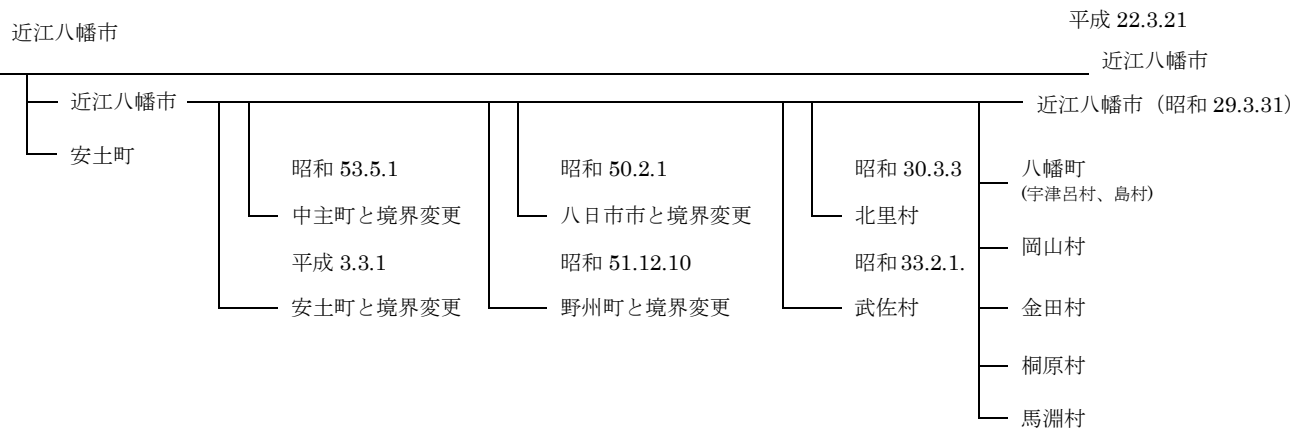 近江八幡市
平成 22.3.21
近江八幡市
近江八幡市
近江八幡市（昭和 29.3.31）
安土町
昭和 53.5.1
昭和 50.2.1
昭和 30.3.3
八幡町
(宇津呂村、島村)
中主町と境界変更
八日市市と境界変更
北里村
岡山村
平成 3.3.1
昭和 51.12.10
昭和 33.2.1.
安土町と境界変更
野州町と境界変更
武佐村
金田村
桐原村
馬淵村